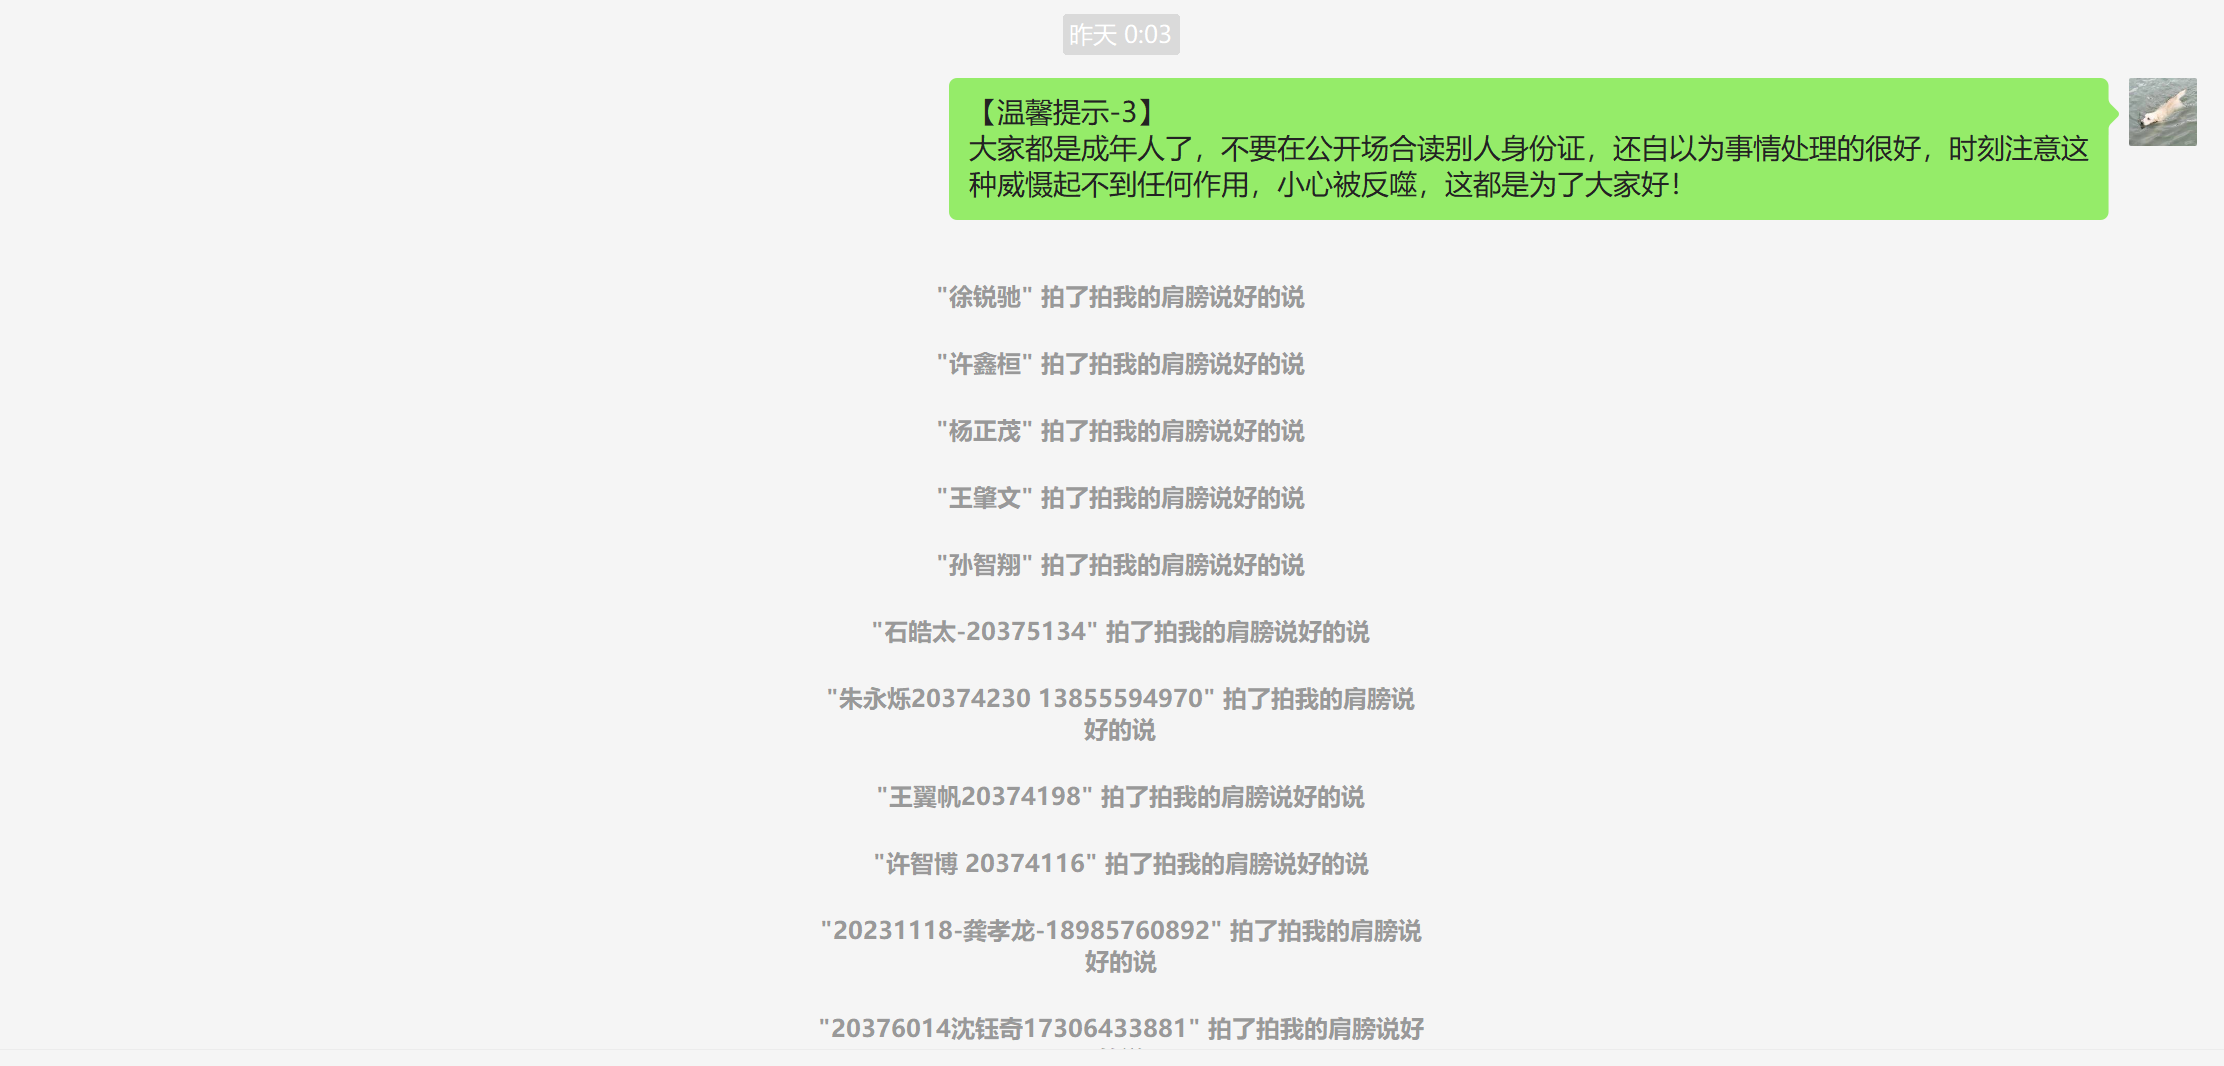 昨天 0:03
【温馨提示-3】
大家都是成年人了，不要在公开场合读别人身份证，还自以为事情处理的很好，时刻注意这
种威慑起不到任何作用，小心被反噬，这都是为了大家好！
"徐锐驰" 拍了拍我的肩膀说好的说
"许鑫桓" 拍了拍我的肩膀说好的说
"杨正茂" 拍了拍我的肩膀说好的说
"王肇文" 拍了拍我的肩膀说好的说
"孙智翔" 拍了拍我的肩膀说好的说
"石皓太-20375134" 拍了拍我的肩膀说好的说
"朱永烁20374230 13855594970" 拍了拍我的肩膀说
好的说
"王翼帆20374198" 拍了拍我的肩膀说好的说
"许智博 20374116" 拍了拍我的肩膀说好的说
"20231118-龚孝龙-18985760892" 拍了拍我的肩膀说
好的说
"20376014沈钰奇17306433881" 拍了拍我的肩膀说好